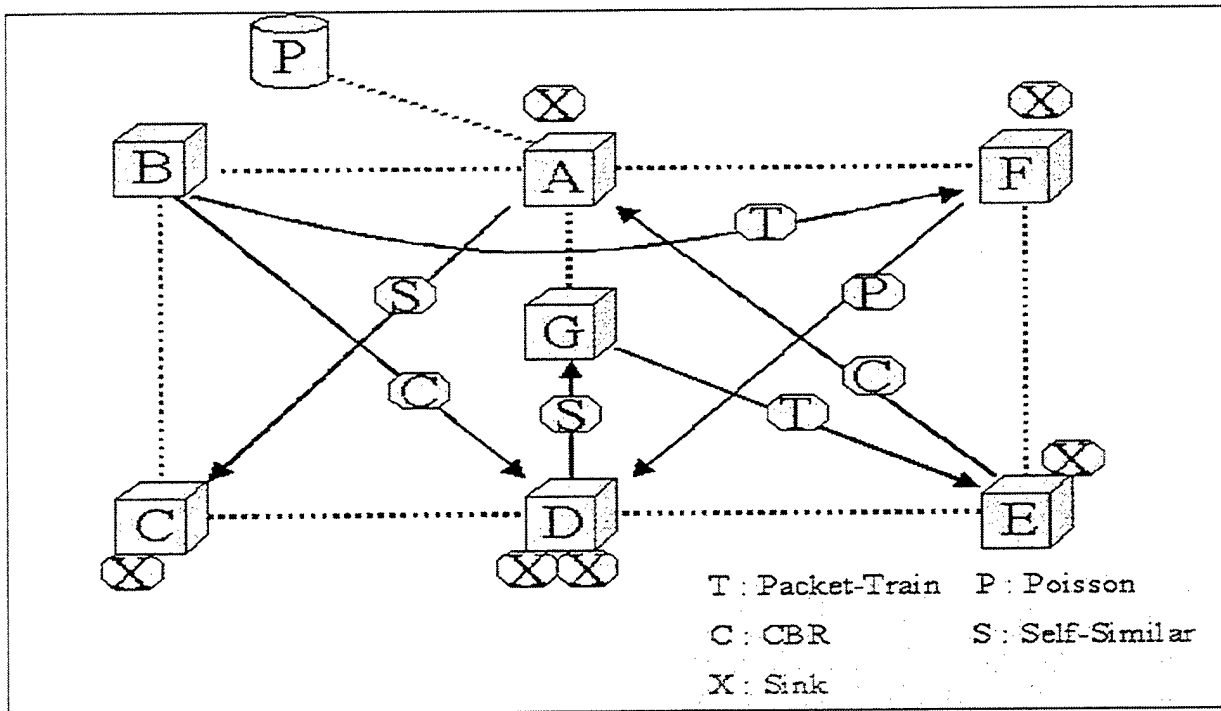 P
X
X
B
A
F
T
S
P
G
C
C
S
T
X
C
D
E
X
X X
T : Packet-Train P : Poisson
C : CBR S : Self-Similar
X : Sink